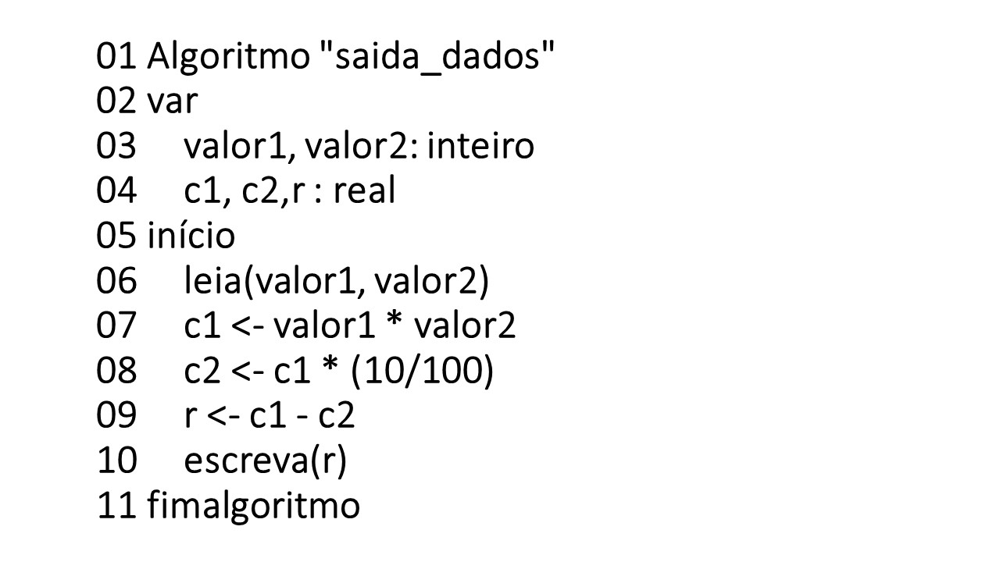 01 Algoritmo "saida_dados"
02 var
03 valor1, valor2: inteiro
04 c1, c2,r : real
05 início
06 leia(valor1, valor2)
07 c1 <- valor1 * valor2
08 c2 <- c1 * (10/100)
09 r <- c1 - c2
10 escreva(r)
11 fimalgoritmo